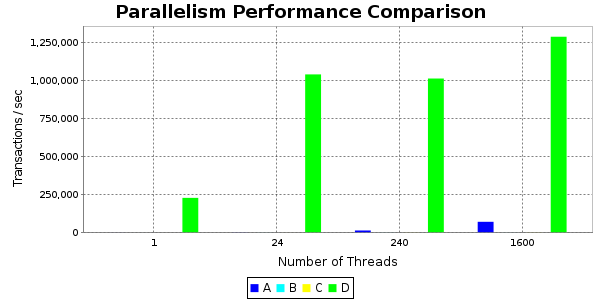 Parallelism Performance Comparison
Transactions / sec
1,250,000
1,000,000
750,000
500,000
250,000
0
1 24 240 1600
Number of Threads
A B C D